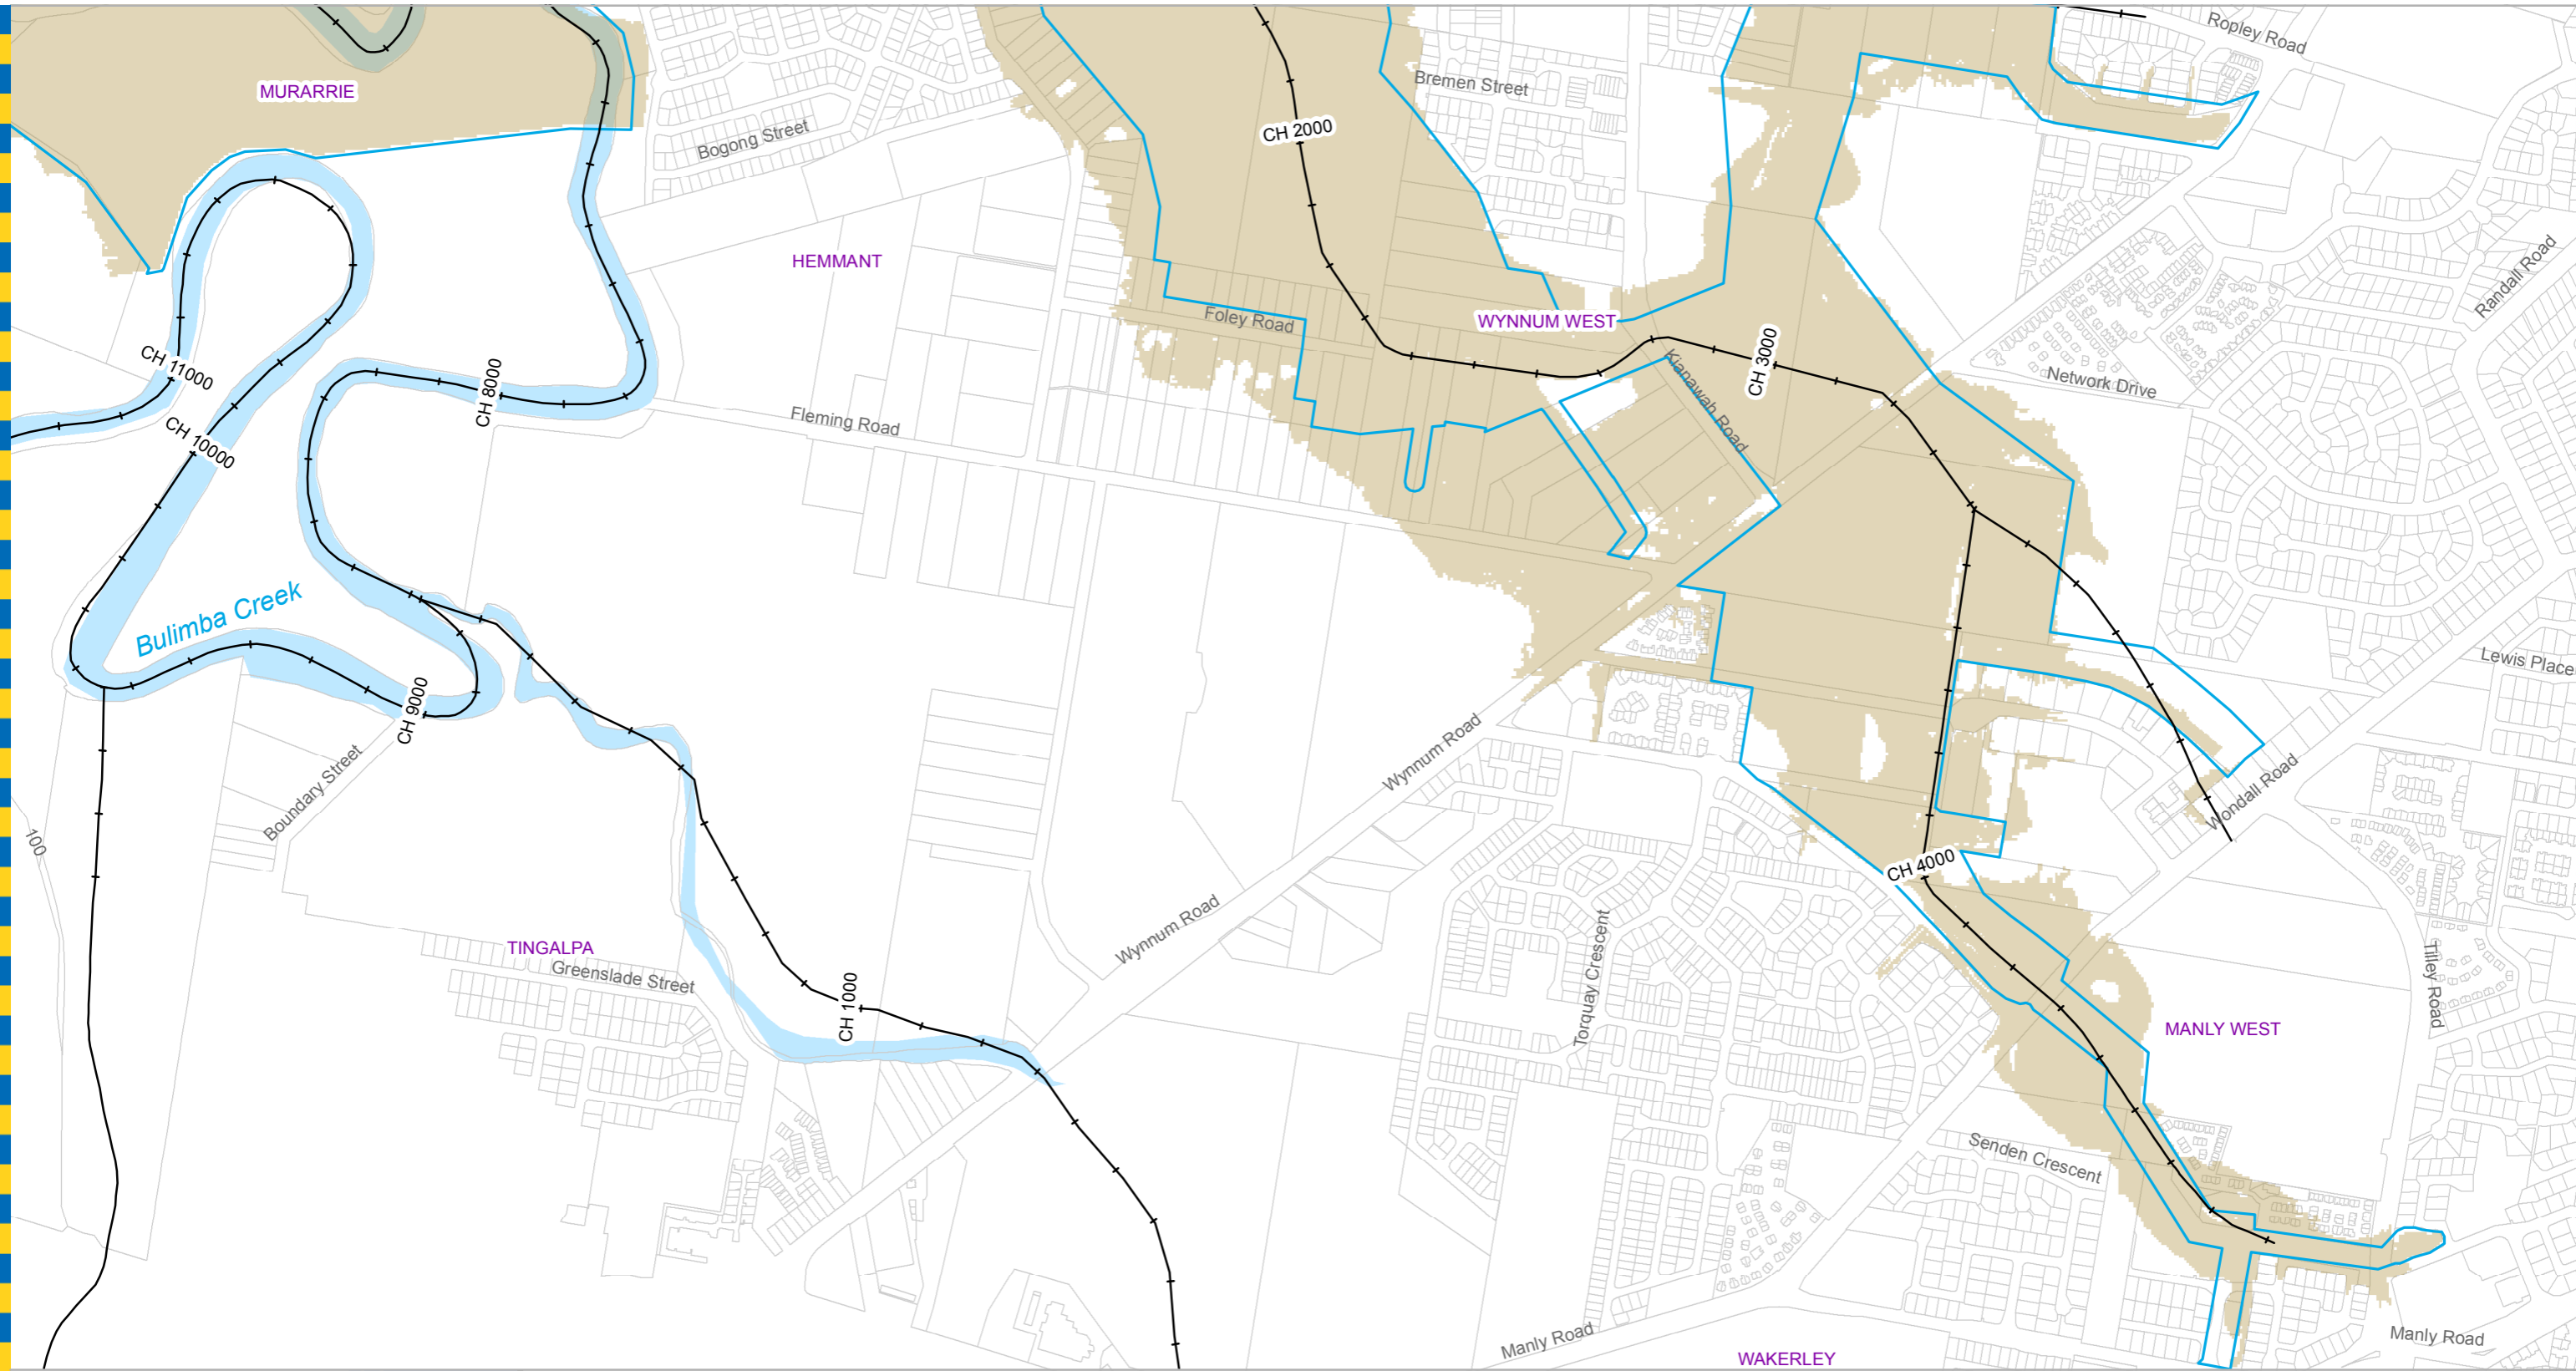 Ropley Road
MURARRIE
Bremen Street
CH 2000
Bogong Street
HEMMANT
Randall Road
Foley Road
WYNNUM WEST
CH 11000
CH 8000
CH 3000
Kianawah Road
Network Drive
Fleming Road
CH 10000
Bulimba Creek
Lewis Place
CH 9000
Wynnum Road
Boundary Street
Wondall Road
100
CH 4000
Wynnum Road
TINGALPA
Greenslade Street
Torquay Crescent
Tilley Road
CH 1000
MANLY WEST
Senden Crescent
Manly Road
Manly Road
WAKERLEY